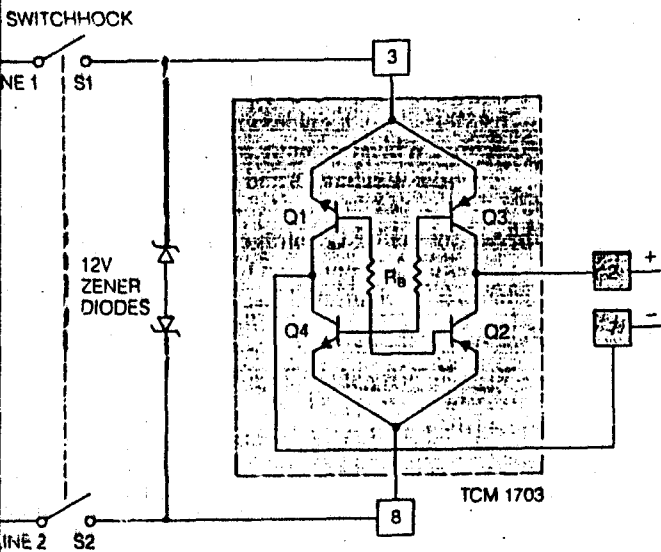 SWITCHHOCK
NE 1
S1
3
Q1
Q3
12V
ZENER
DIODES
RB
2
+
−
Q4
Q2
TCM 1703
8
INE 2
S2